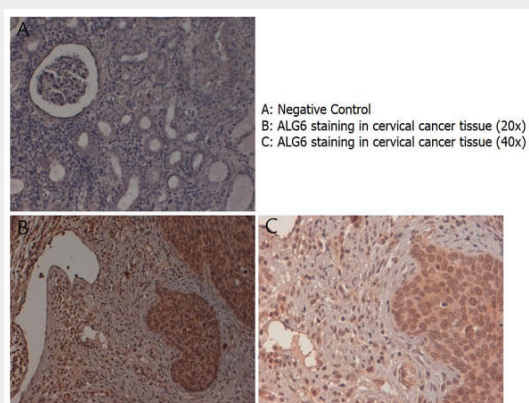 A
A: Negative Control
B: ALG6 staining in cervical cancer tissue (20x)
C: ALG6 staining in cervical cancer tissue (40x)
B
C